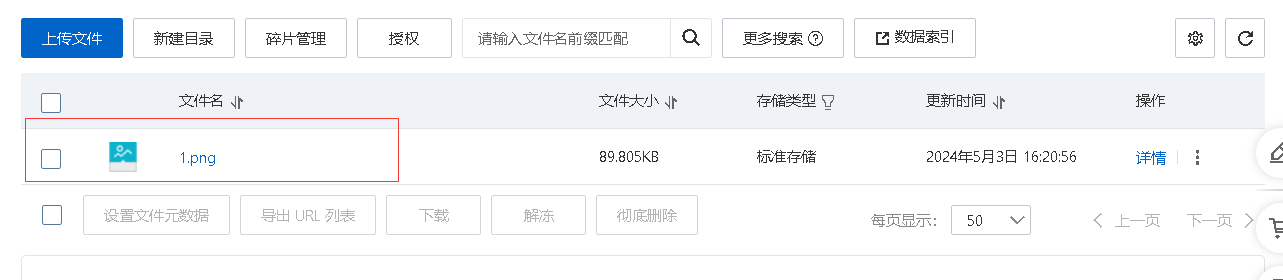 上传文件 新建目录 碎片管理 授权 请输入文件名前缀匹配 更多搜索 数据索引
文件名 文件大小 存储类型 更新时间 操作
1.png 89.805KB 标准存储 2024年5月3日 16:20:56 详情
设置文件元数据 导出 URL 列表 下载 解冻 彻底删除 每页显示： 50 上一页 下一页